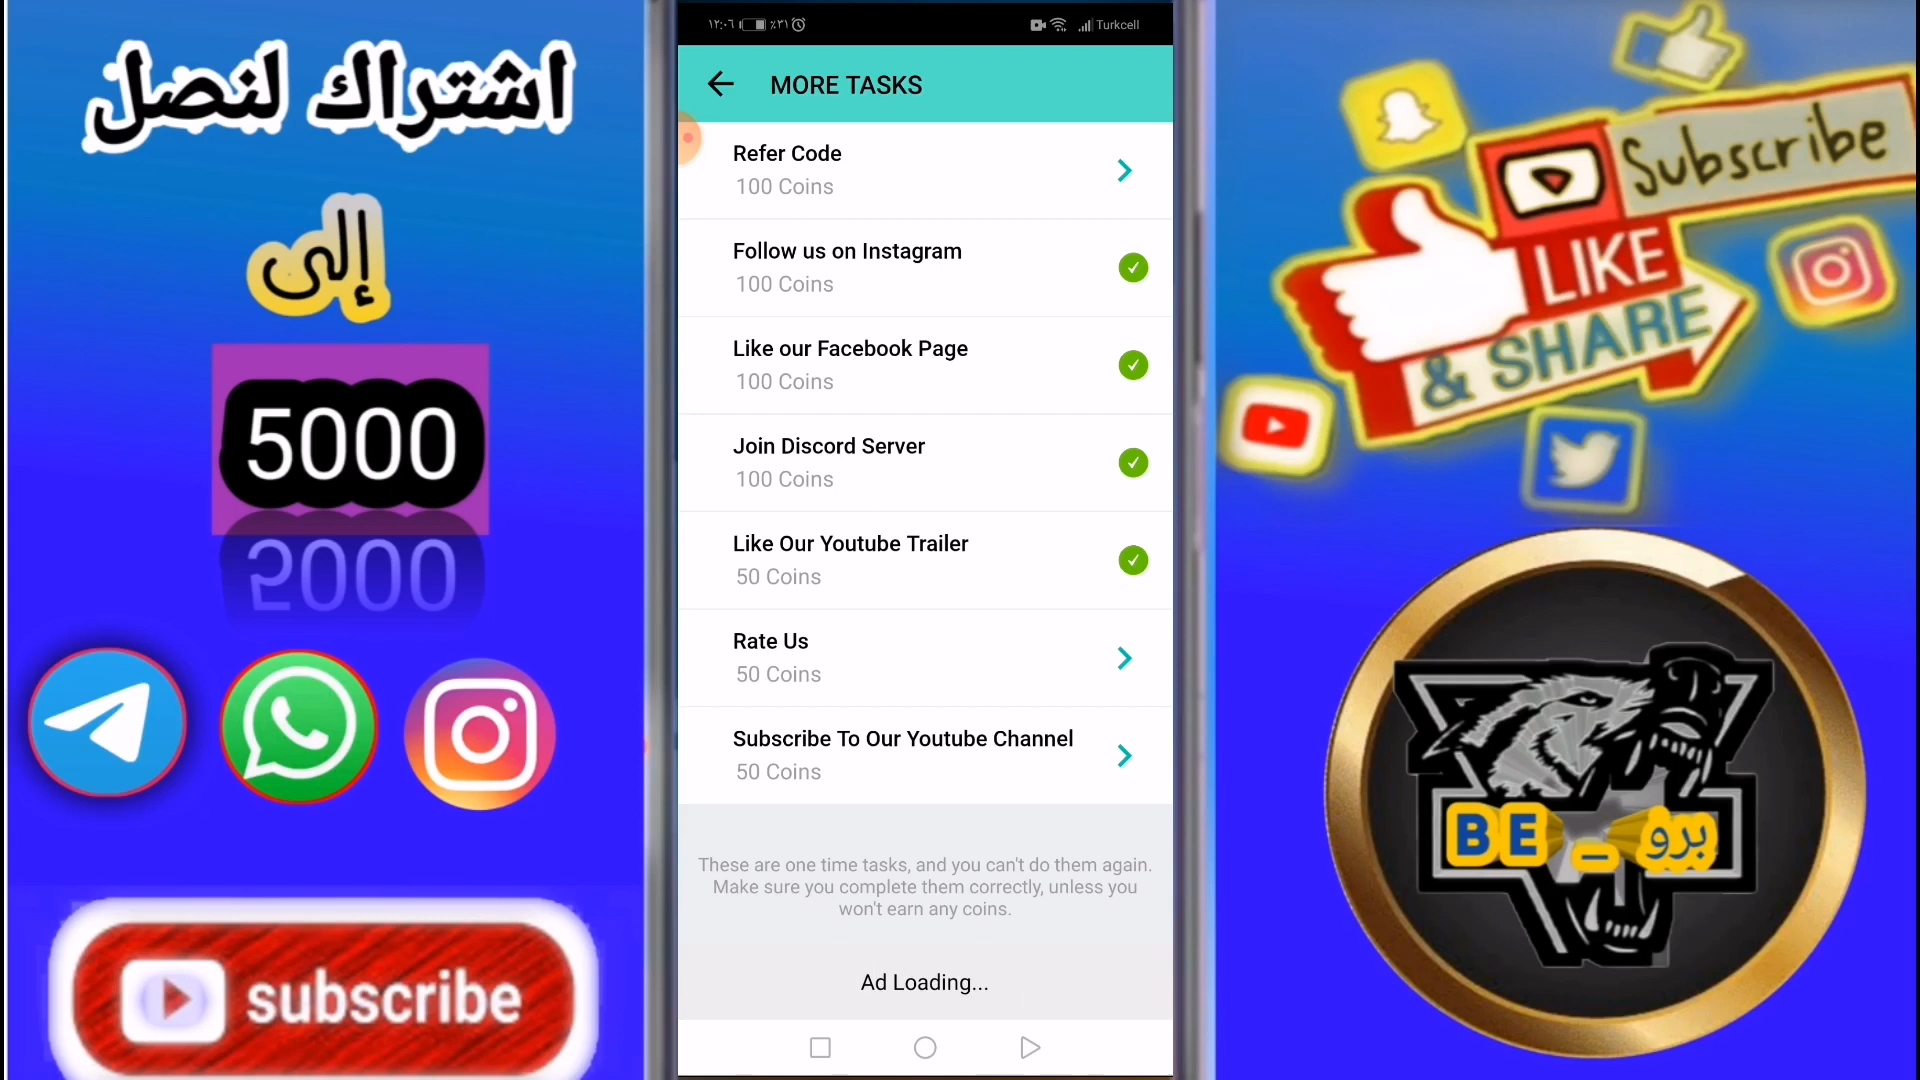 اشتراك لنصل
إلى
5000
5000
subscribe
١٢:٠٦ ٪٣١ Turkcell
MORE TASKS
Refer Code
100 Coins
Follow us on Instagram
100 Coins
Like our Facebook Page
100 Coins
Join Discord Server
100 Coins
Like Our Youtube Trailer
50 Coins
Rate Us
50 Coins
Subscribe To Our Youtube Channel
50 Coins
These are one time tasks, and you can't do them again.
Make sure you complete them correctly, unless you
won't earn any coins.
Ad Loading...
Subscribe
LIKE
& SHARE
BE _ برو